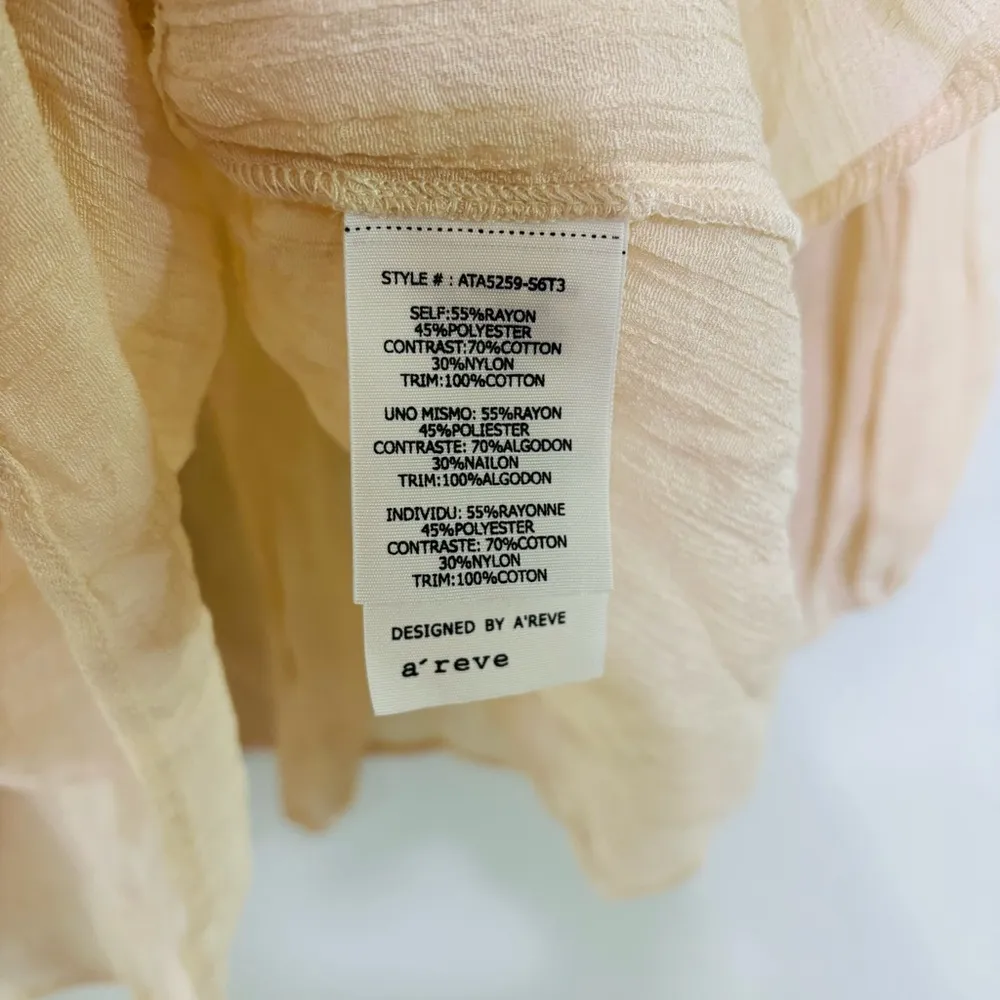 STYLE # : ATA5259-S6T3
SELF:55%RAYON
45%POLYESTER
CONTRAST:70%COTTON
30%NYLON
TRIM:100%COTTON
UNO MISMO: 55%RAYON
45%POLIESTER
CONTRASTE: 70%ALGODON
30%NAILON
TRIM:100%ALGODON
INDIVIDU: 55%RAYONNE
45%POLYESTER
CONTRASTE: 70%COTON
30%NYLON
TRIM:100%COTON
DESIGNED BY A'REVE
a´reve